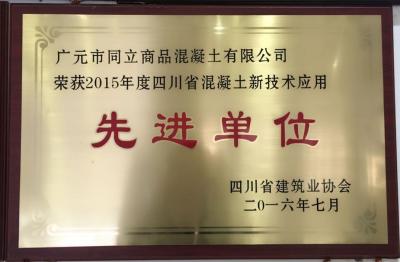 广元市同立商品混凝土有限公司
荣获2015年度四川省混凝土新技术应用
先进单位
四川省建筑业协会
二〇一六年七月